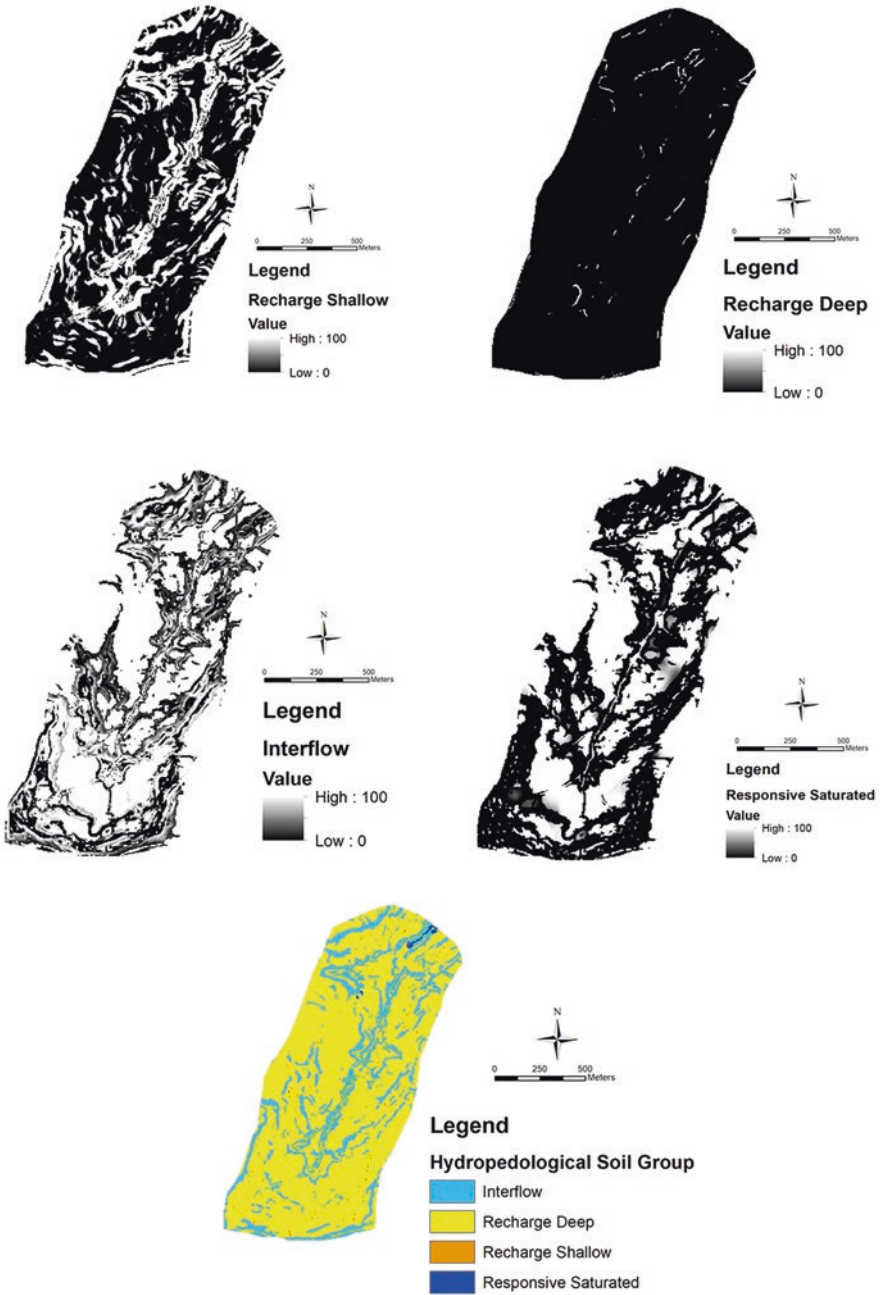 N
0 250 500
Meters
Legend
Recharge Shallow
Value
High : 100
Low : 0
N
0 250 500
Meters
Legend
Recharge Deep
Value
High : 100
Low : 0
N
0 250 500
Meters
Legend
Interflow
Value
High : 100
Low : 0
N
0 250 500
Meters
Legend
Responsive Saturated
Value
High : 100
Low : 0
N
0 250 500
Meters
Legend
Hydropedological Soil Group
Interflow
Recharge Deep
Recharge Shallow
Responsive Saturated